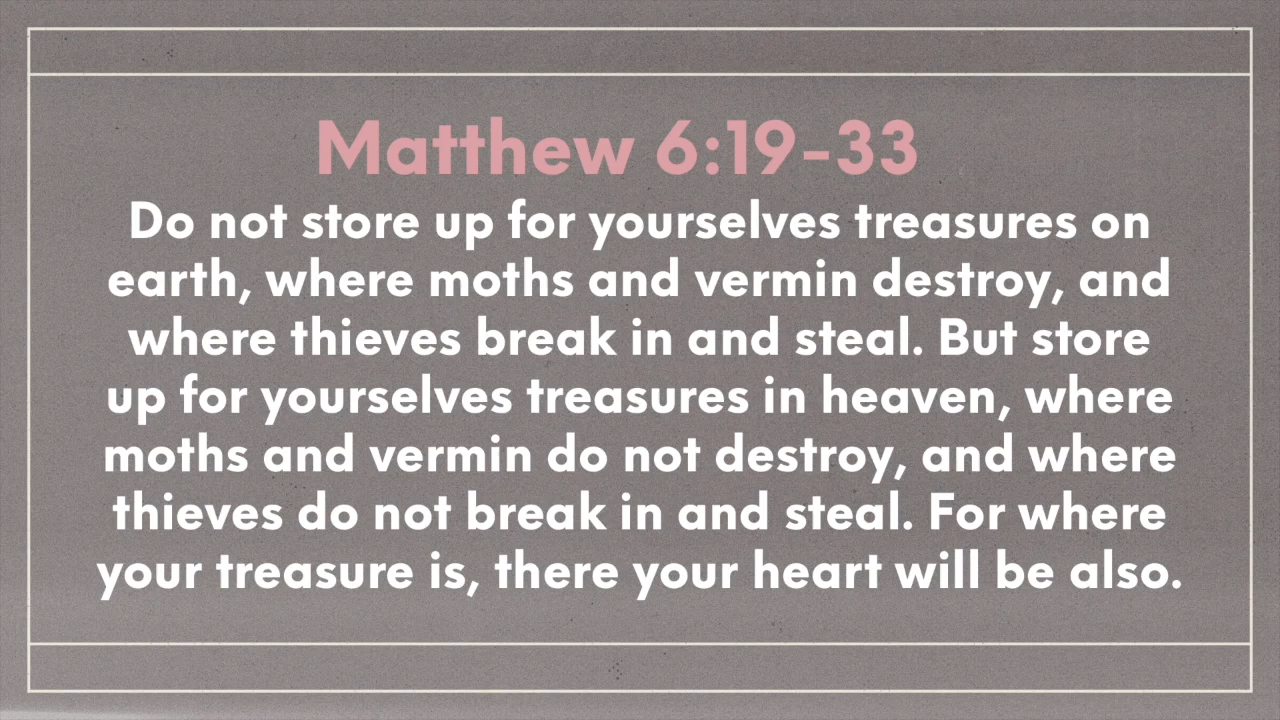 Matthew 6:19-33
Do not store up for yourselves treasures on
earth, where moths and vermin destroy, and
where thieves break in and steal. But store
up for yourselves treasures in heaven, where
moths and vermin do not destroy, and where
thieves do not break in and steal. For where
your treasure is, there your heart will be also.